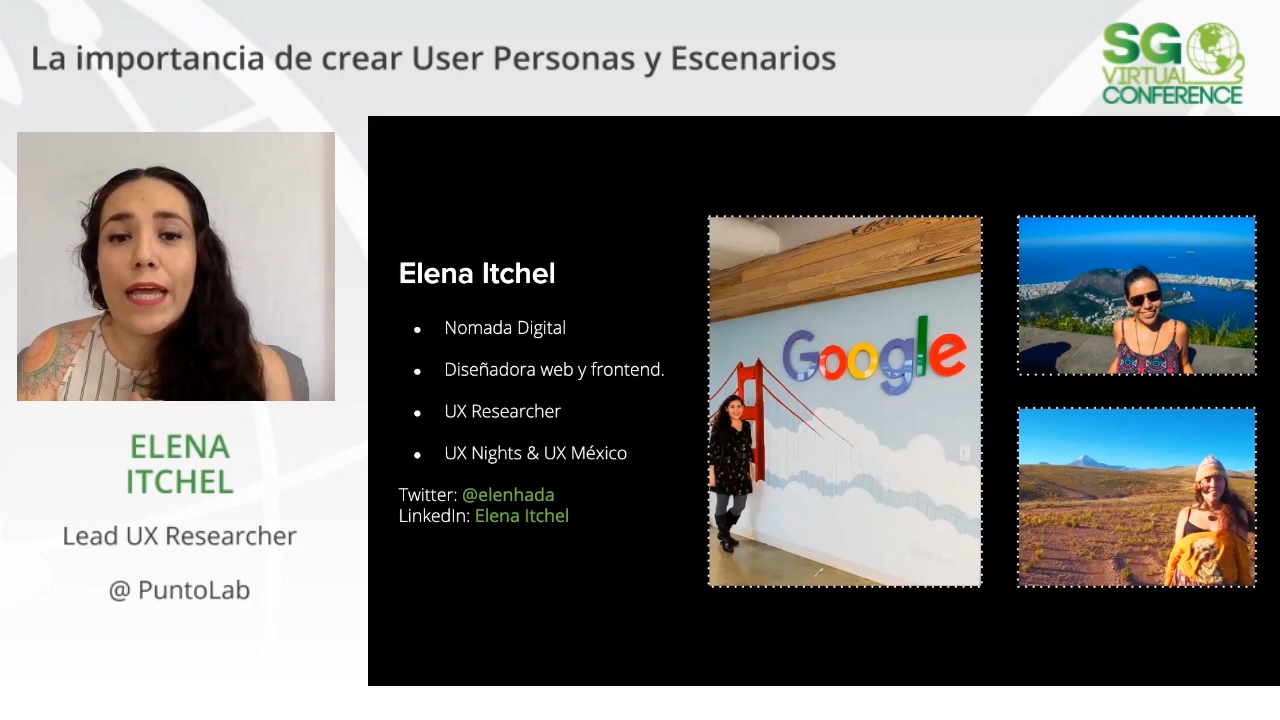 La importancia de crear User Personas y Escenarios
SG
VIRTUAL
CONFERENCE
ELENA
ITCHEL
Lead UX Researcher
@ PuntoLab
Elena Itchel
● Nomada Digital
● Diseñadora web y frontend.
● UX Researcher
● UX Nights & UX México
Twitter: @elenhada
LinkedIn: Elena Itchel
Google